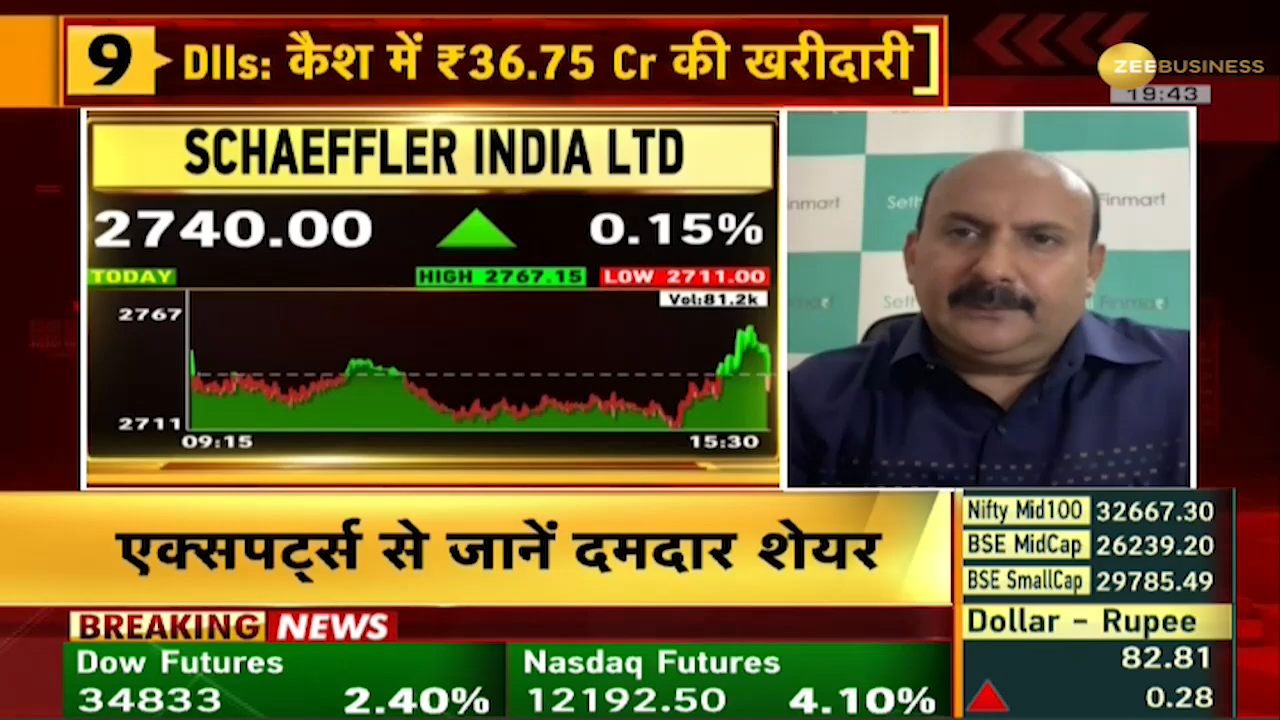 9 DIIs: कैश में ₹36.75 Cr की खरीदारी
ZEEBUSINESS
19:43
SCHAEFFLER INDIA LTD
2740.00 0.15%
TODAY HIGH 2767.15 LOW 2711.00
Vol:81.2k
2767
2711
09:15 15:30
Finmart
Seth
Finmart
एक्सपर्ट्स से जानें दमदार शेयर
Nifty Mid100 32667.30
BSE MidCap 26239.20
BSE SmallCap 29785.49
Dollar - Rupee
82.81
0.28
BREAKING NEWS
Dow Futures
34833 2.40%
Nasdaq Futures
12192.50 4.10%